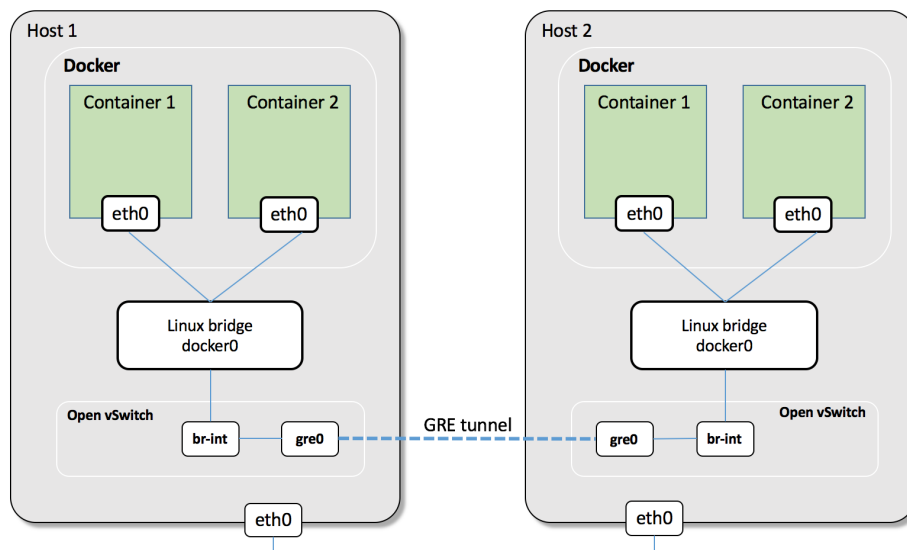 Host 1
Docker
Container 1
Container 2
eth0
eth0
Linux bridge
docker0
Open vSwitch
br-int
gre0
eth0
GRE tunnel
Host 2
Docker
Container 1
Container 2
eth0
eth0
Linux bridge
docker0
Open vSwitch
gre0
br-int
eth0